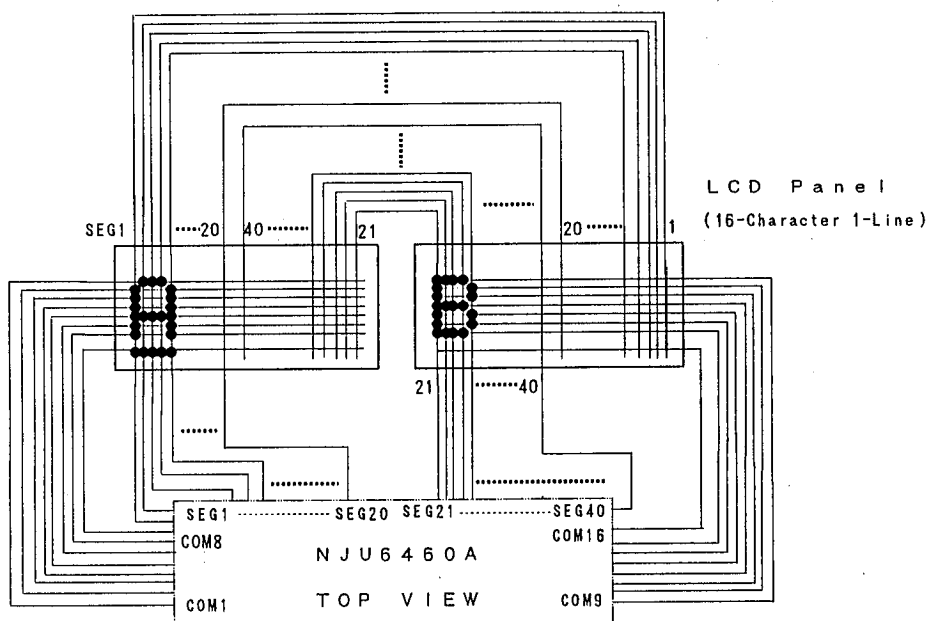 LCD Panel
(16-Character 1-Line)
SEG1 ······20 40········ 21
20······· 1
21 ········40
SEG1 ------------ SEG20 SEG21 ------------ SEG40
COM8 COM16
NJU6460A
COM1 TOP VIEW COM9